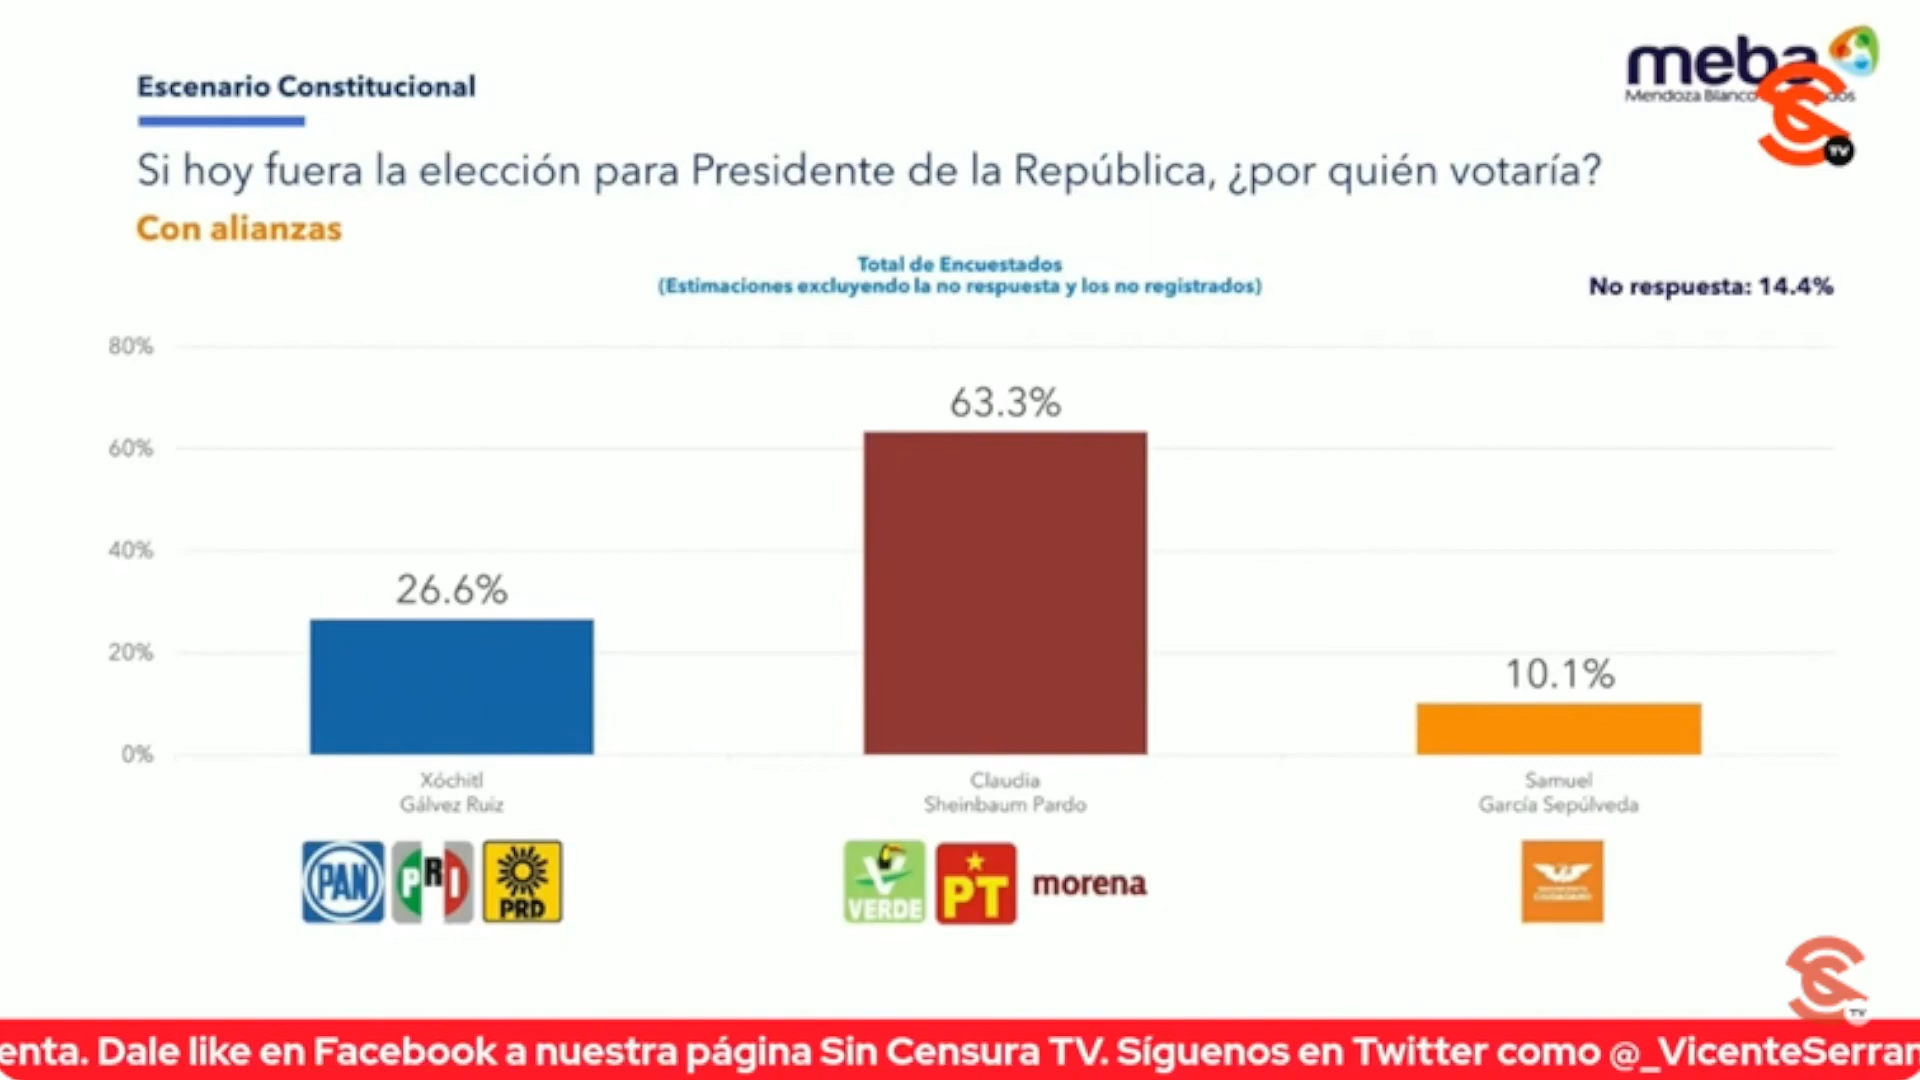 Escenario Constitucional
meba
Mendoza Blanco
Si hoy fuera la elección para Presidente de la República, ¿por quién votaría?
TV
Con alianzas
Total de Encuestados
(Estimaciones excluyendo la no respuesta y los no registrados)
No respuesta: 14.4%
80%
63.3%
60%
40%
26.6%
20%
10.1%
0%
Xóchitl
Gálvez Ruiz
Claudia
Sheinbaum Pardo
Samuel
García Sepúlveda
PAN
PRI
PRD
VERDE
PT
morena
TV
enta. Dale like en Facebook a nuestra página Sin Censura TV. Síguenos en Twitter como @_VicenteSerran